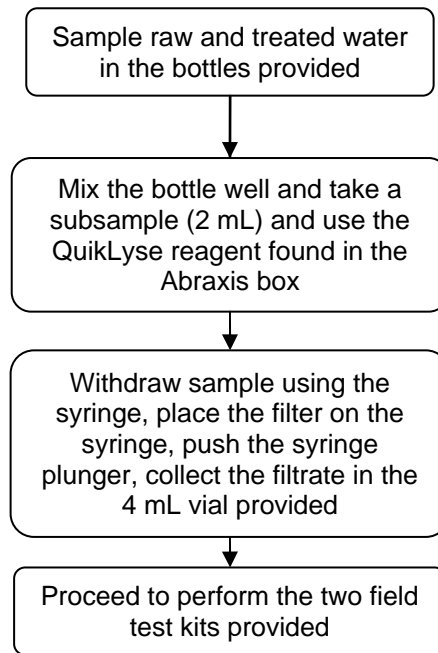 Sample raw and treated water
in the bottles provided
Mix the bottle well and take a
subsample (2 mL) and use the
QuikLyse reagent found in the
Abraxis box
Withdraw sample using the
syringe, place the filter on the
syringe, push the syringe
plunger, collect the filtrate in the
4 mL vial provided
Proceed to perform the two field
test kits provided